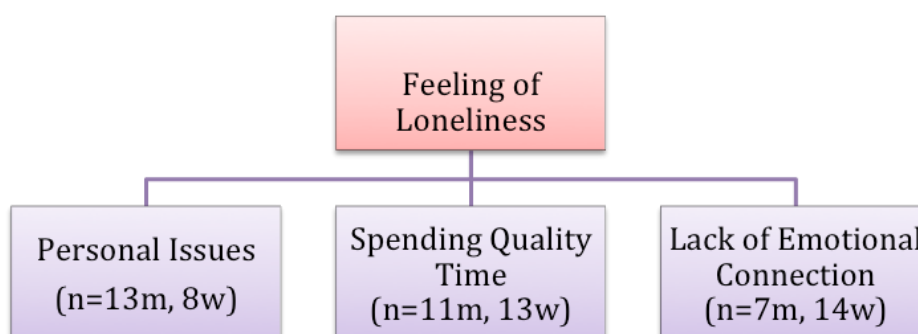 Feeling of
Loneliness
Personal Issues
(n=13m, 8w)
Spending Quality
Time
(n=11m, 13w)
Lack of Emotional
Connection
(n=7m, 14w)